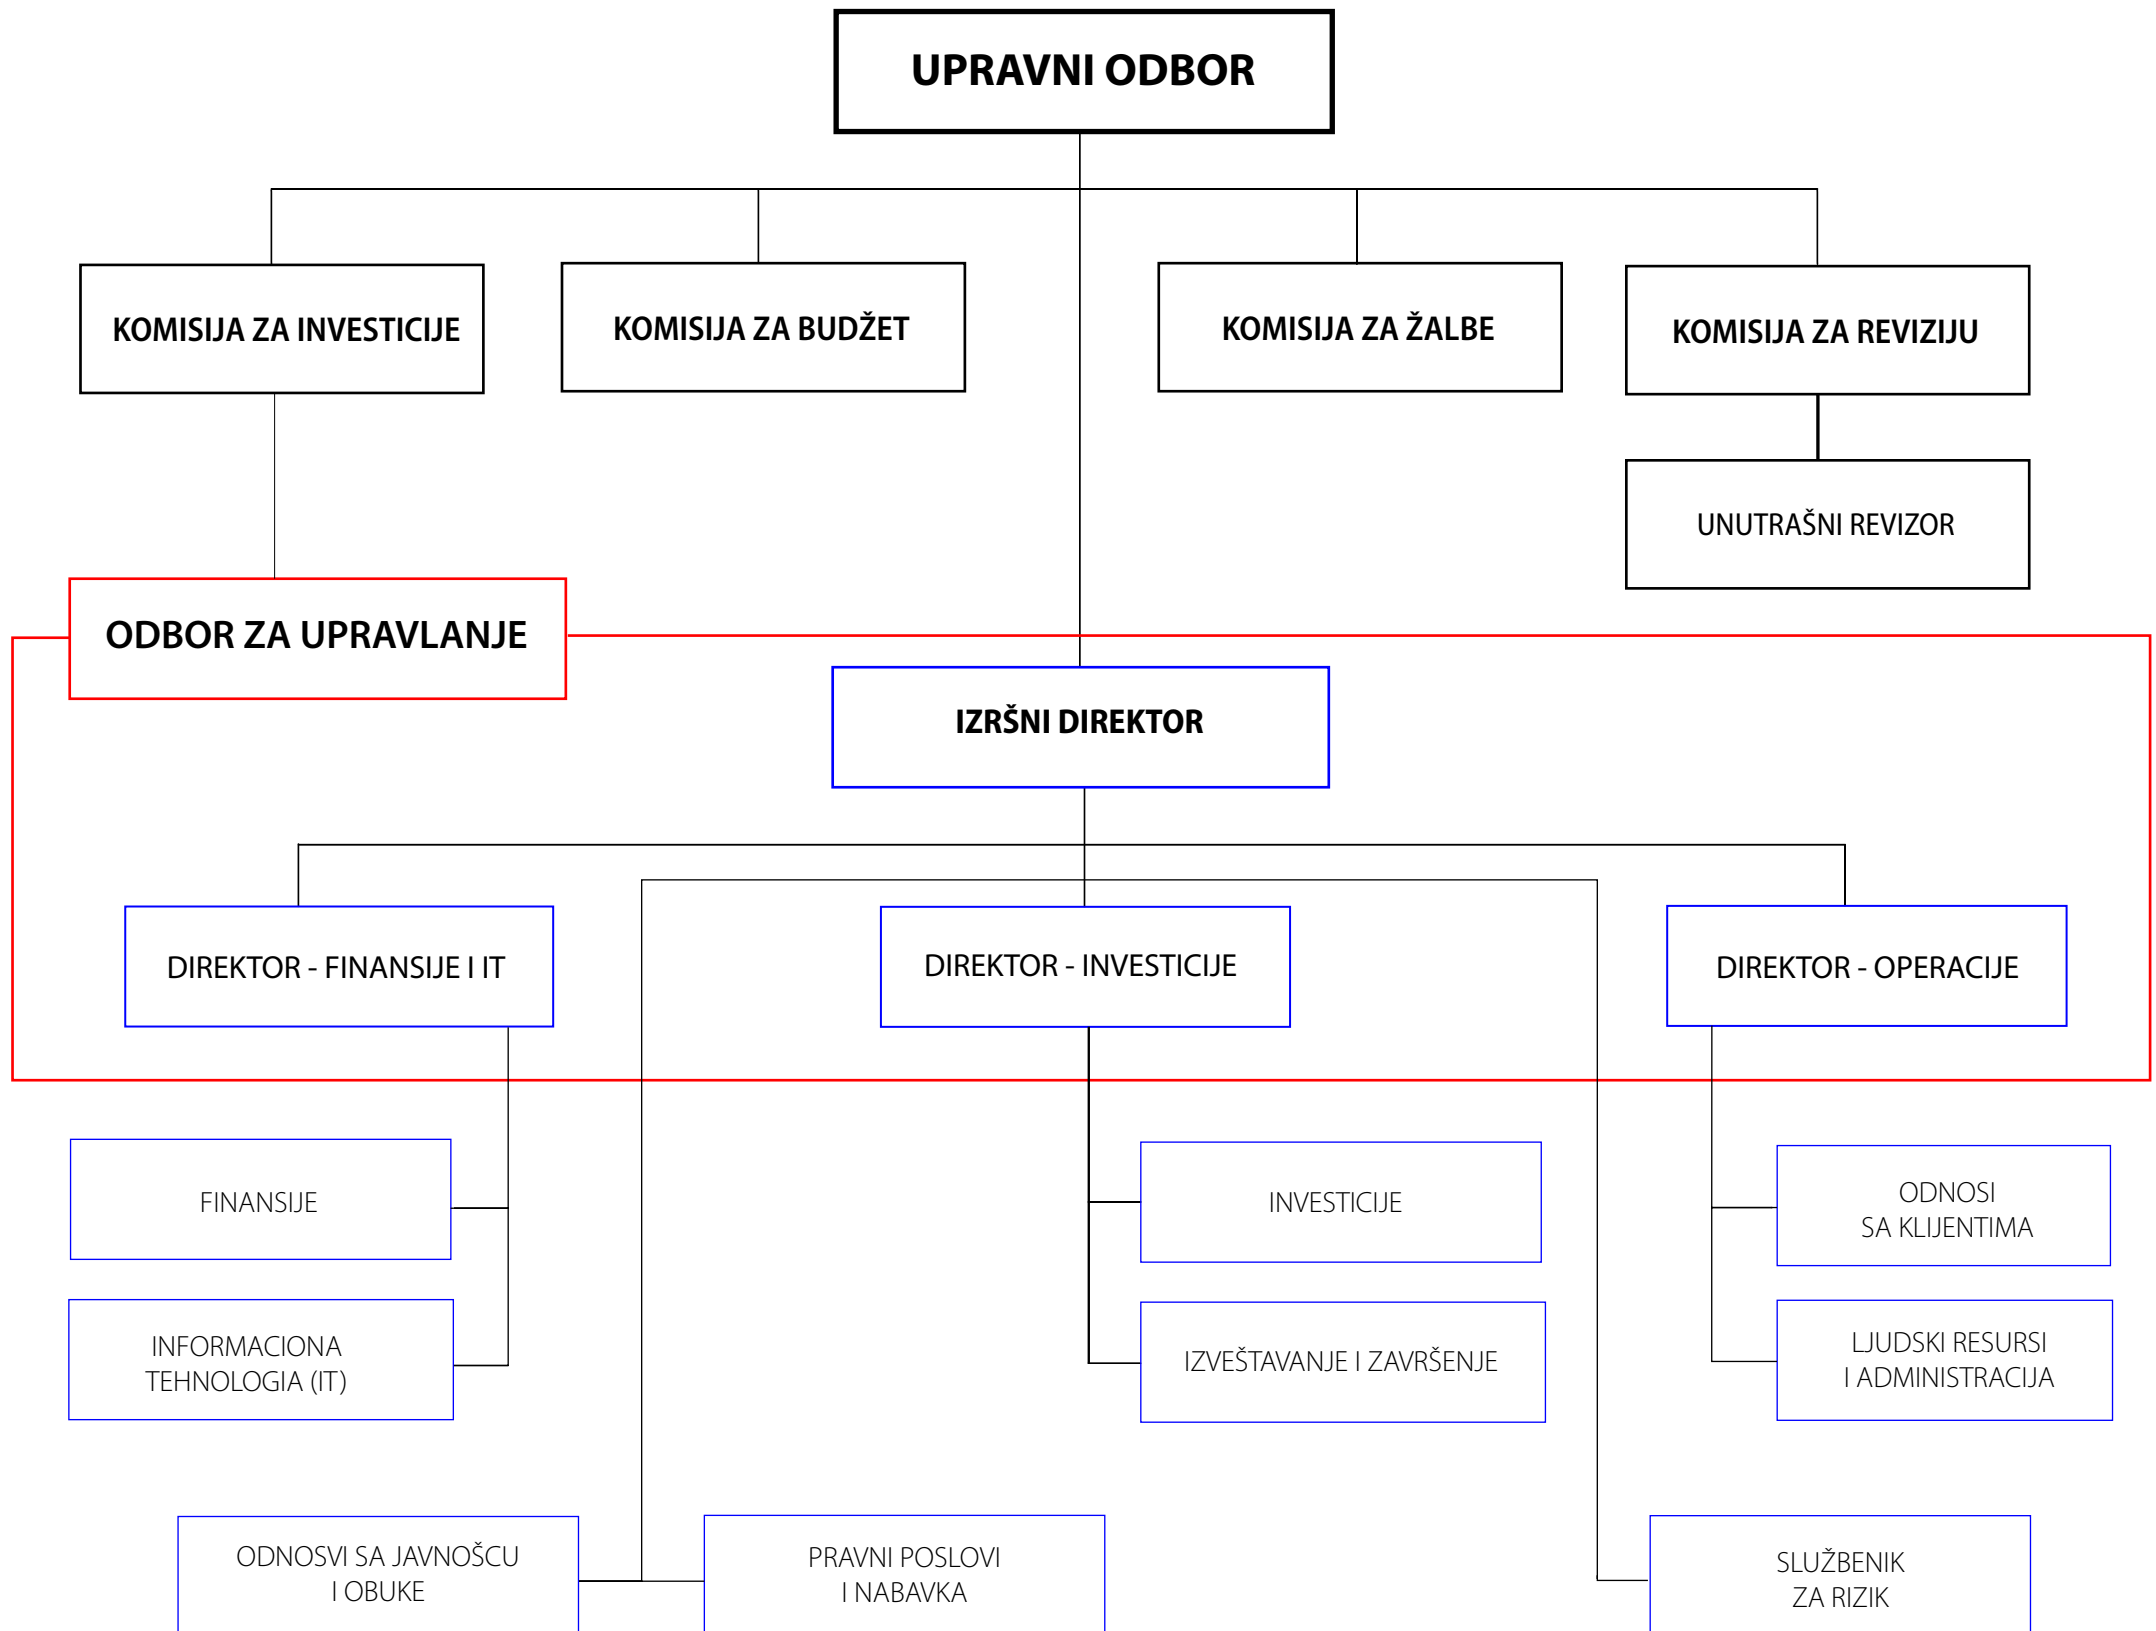 UPRAVNI ODBOR
KOMISIJA ZA INVESTICIJE
KOMISIJA ZA BUDŽET
KOMISIJA ZA ŽALBE
KOMISIJA ZA REVIZIJU
UNUTRAŠNI REVIZOR
ODBOR ZA UPRAVLANJE
IZRŠNI DIREKTOR
DIREKTOR - FINANSIJE I IT
DIREKTOR - INVESTICIJE
DIREKTOR - OPERACIJE
FINANSIJE
INVESTICIJE
ODNOSI
SA KLIJENTIMA
INFORMACIONA
TEHNOLOGIA (IT)
IZVEŠTAVANJE I ZAVRŠENJE
LJUDSKI RESURSI
I ADMINISTRACIJA
ODNOSVI SA JAVNOŠCU
I OBUKE
PRAVNI POSLOVI
I NABAVKA
SLUŽBENIK
ZA RIZIK